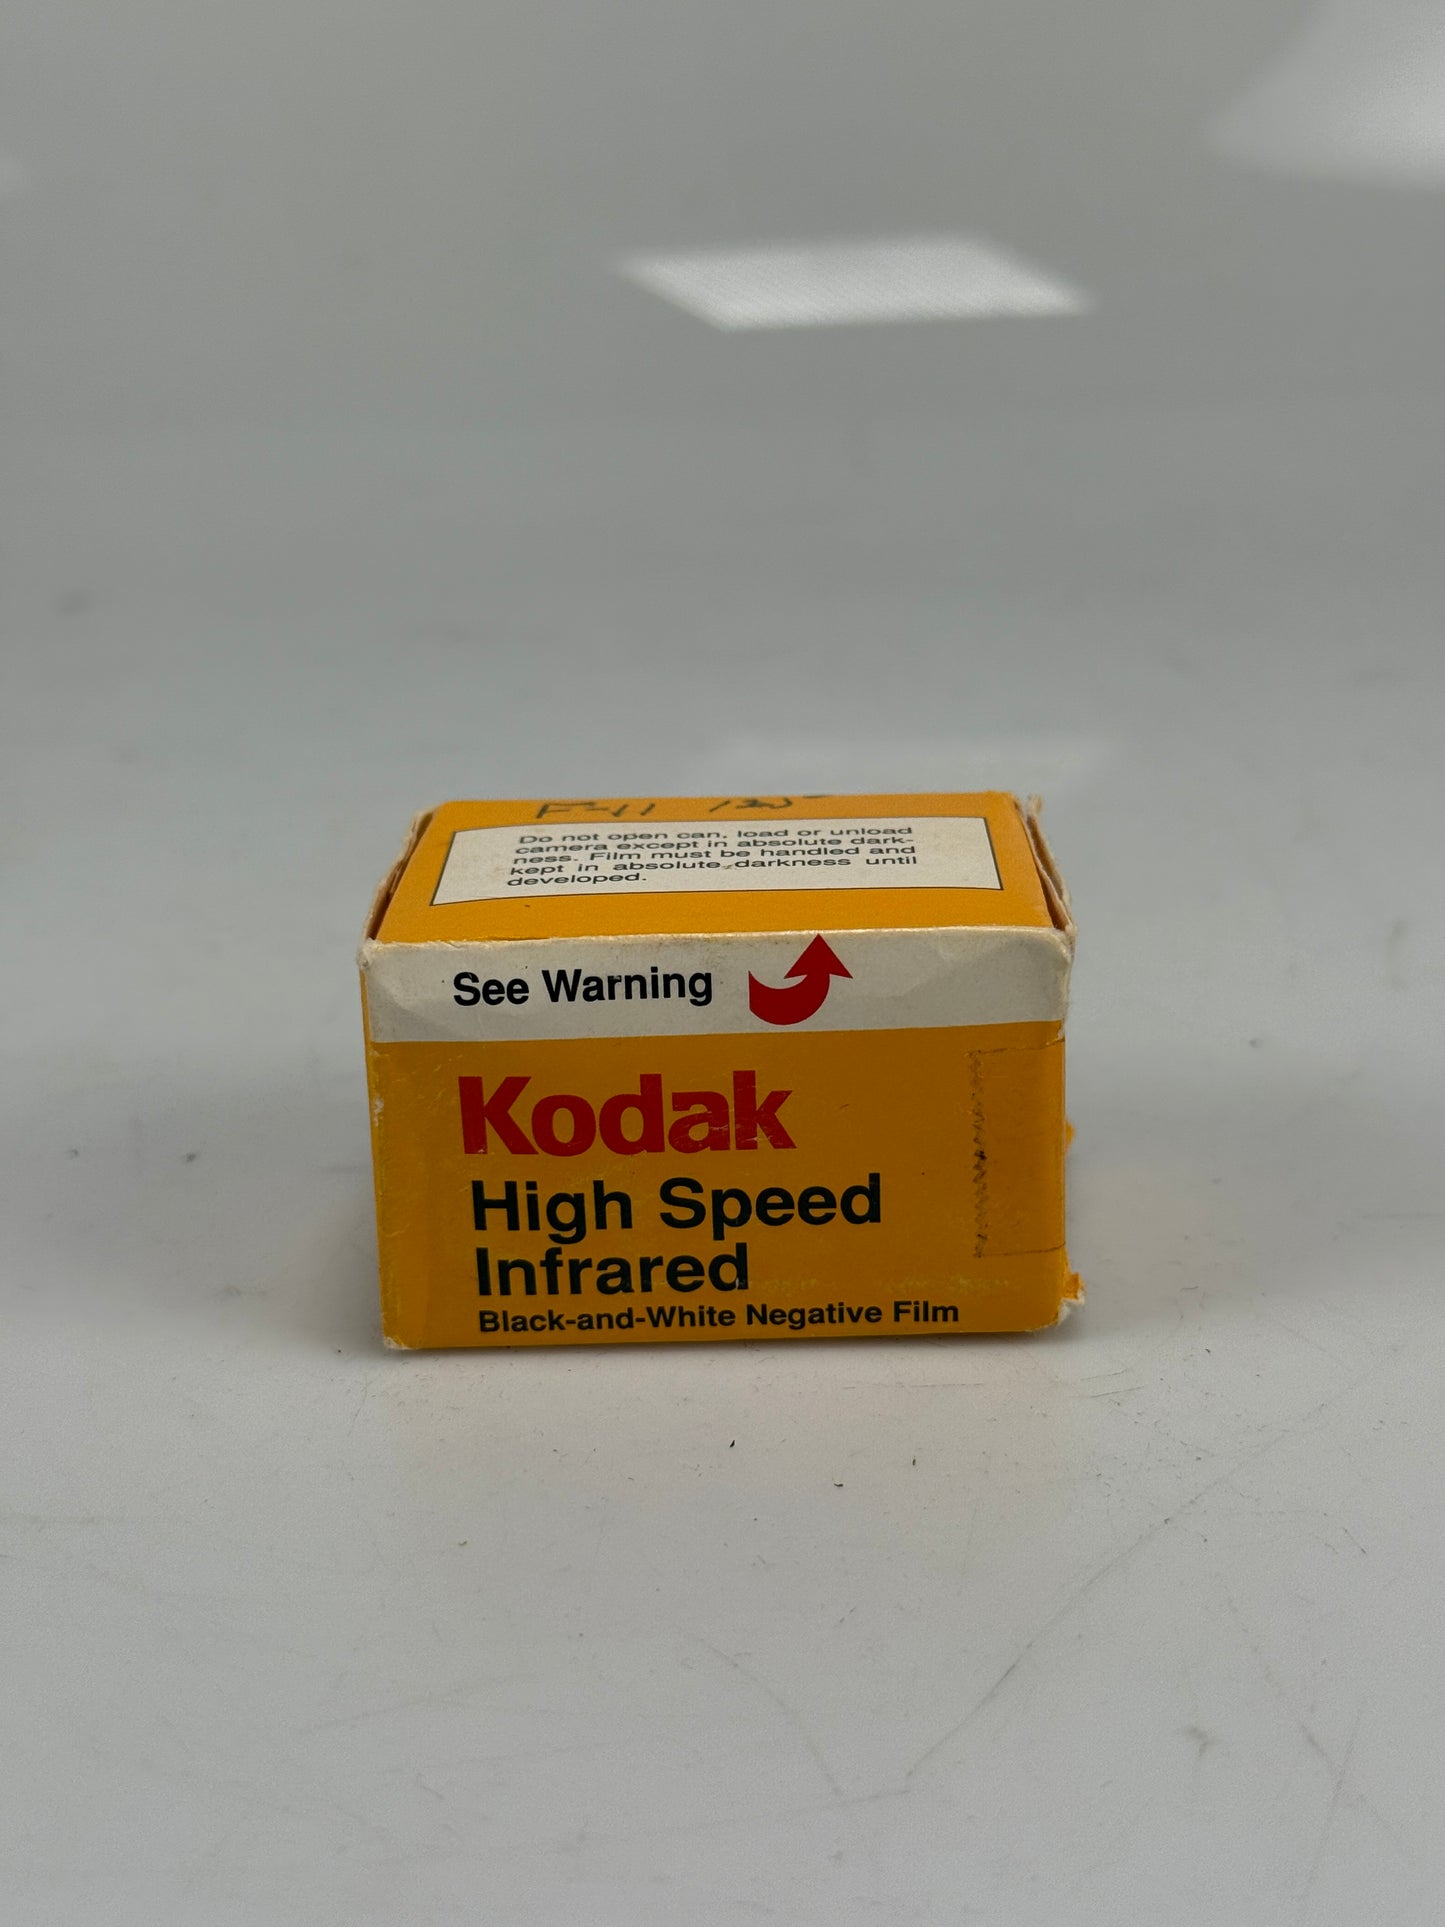 F-11
Do not open can, load or unload
camera except in absolute dark-
ness. Film must be handled and
kept in absolute darkness until
developed.
See Warning
Kodak
High Speed
Infrared
Black-and-White Negative Film